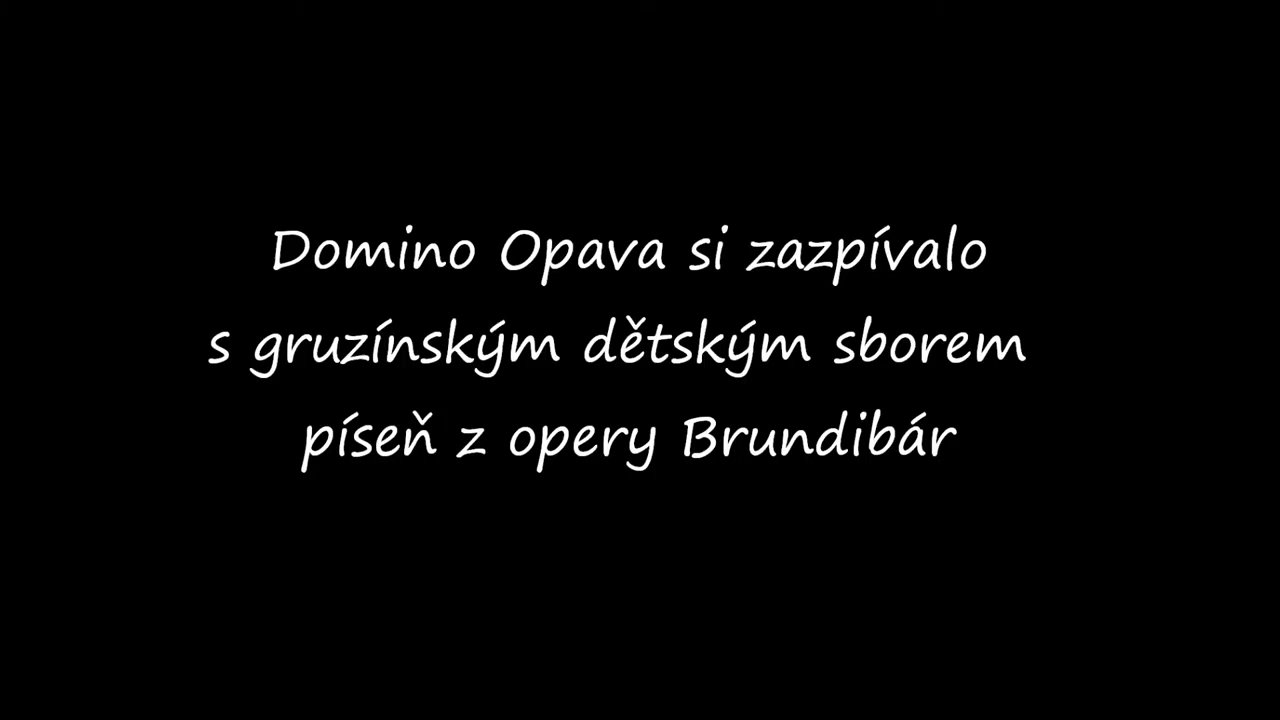 Domino Opava si zazpívalo
s gruzínským dětským sborem
píseň z opery Brundibár